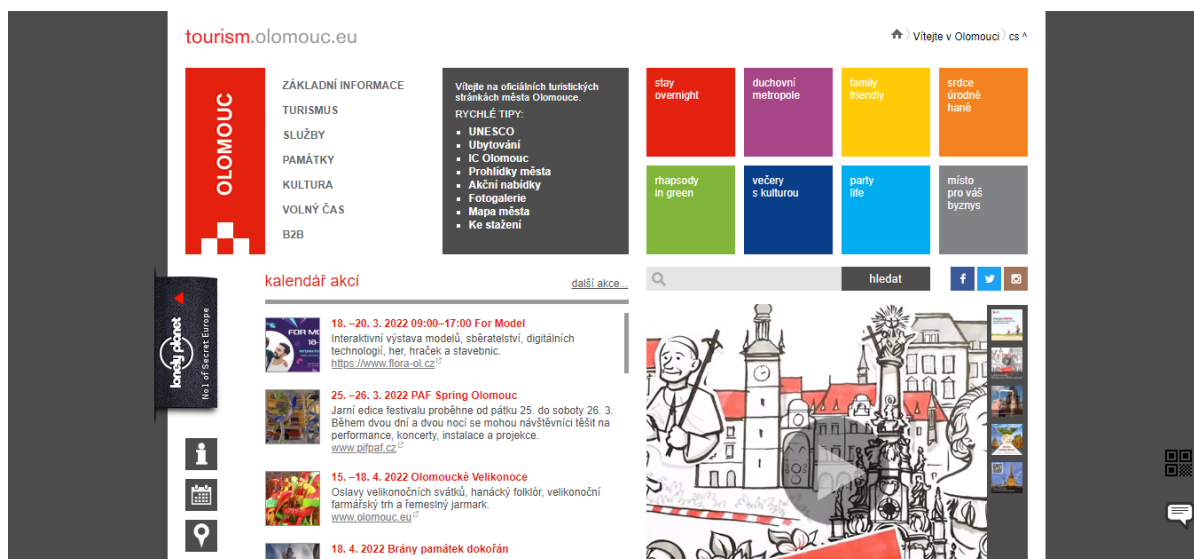 tourism.olomouc.eu
Vítejte v Olomouci
cs ^
OLOMOUC
ZÁKLADNÍ INFORMACE
TURISMUS
SLUŽBY
PAMÁTKY
KULTURA
VOLNÝ ČAS
B2B
Vítejte na oficiálních turistických
stránkách města Olomouce.
RYCHLÉ TIPY:
UNESCO
Ubytování
IC Olomouc
Prohlídky města
Akční nabídky
Fotogalerie
Mapa města
Ke stažení
stay
overnight
duchovní
metropole
family
friendly
srdce
úrodné
hané
rhapsody
in green
večery
s kulturou
party
life
místo
pro váš
byznys
kalendář akcí
další akce...
hledat
lonely planet
No1 of Secret Europe
FOR MO
18. –20. 3. 2022 09:00–17:00 For Model
Interaktivní výstava modelů, sběratelství, digitálních
technologií, her, hraček a stavebnic.
https://www.flora-ol.cz
25. –26. 3. 2022 PAF Spring Olomouc
Jarní edice festivalu proběhne od pátku 25. do soboty 26. 3.
Během dvou dní a dvou nocí se mohou návštěvníci těšit na
performance, koncerty, instalace a projekce.
www.pifpaf.cz
15. –18. 4. 2022 Olomoucké Velikonoce
Oslavy velikonočních svátků, hanácký folklór, velikonoční
farmářský trh a řemeslný jarmark.
www.olomouc.eu
18. 4. 2022 Brány památek dokořán